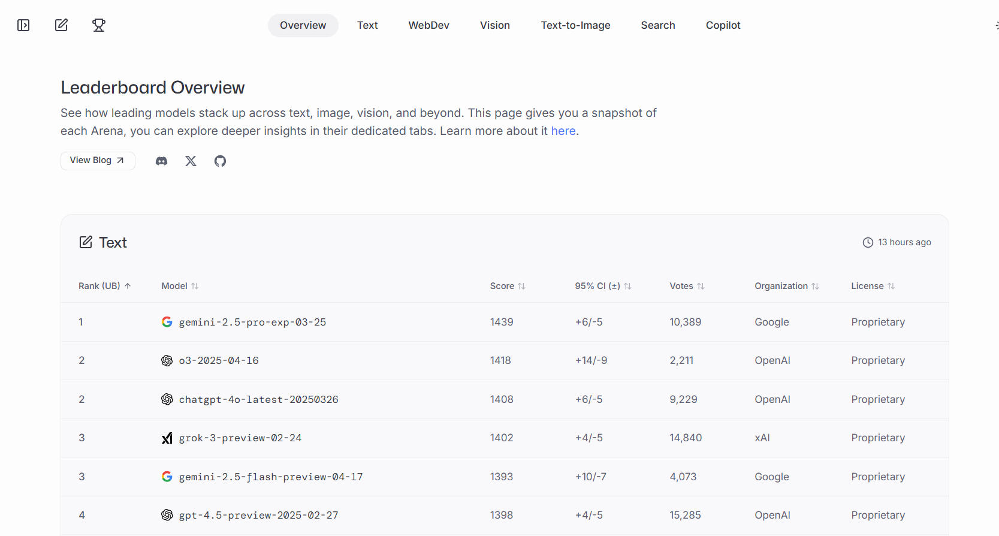 Overview Text WebDev Vision Text-to-Image Search Copilot
Leaderboard Overview
See how leading models stack up across text, image, vision, and beyond. This page gives you a snapshot of
each Arena, you can explore deeper insights in their dedicated tabs. Learn more about it here.
View Blog
Text 13 hours ago
Rank (UB) Model Score 95% CI (±) Votes Organization License
1 gemini-2.5-pro-exp-03-25 1439 +6/-5 10,389 Google Proprietary
2 o3-2025-04-16 1418 +14/-9 2,211 OpenAI Proprietary
2 chatgpt-4o-latest-20250326 1408 +6/-5 9,229 OpenAI Proprietary
3 grok-3-preview-02-24 1402 +4/-5 14,840 xAI Proprietary
3 gemini-2.5-flash-preview-04-17 1393 +10/-7 4,073 Google Proprietary
4 gpt-4.5-preview-2025-02-27 1398 +4/-5 15,285 OpenAI Proprietary